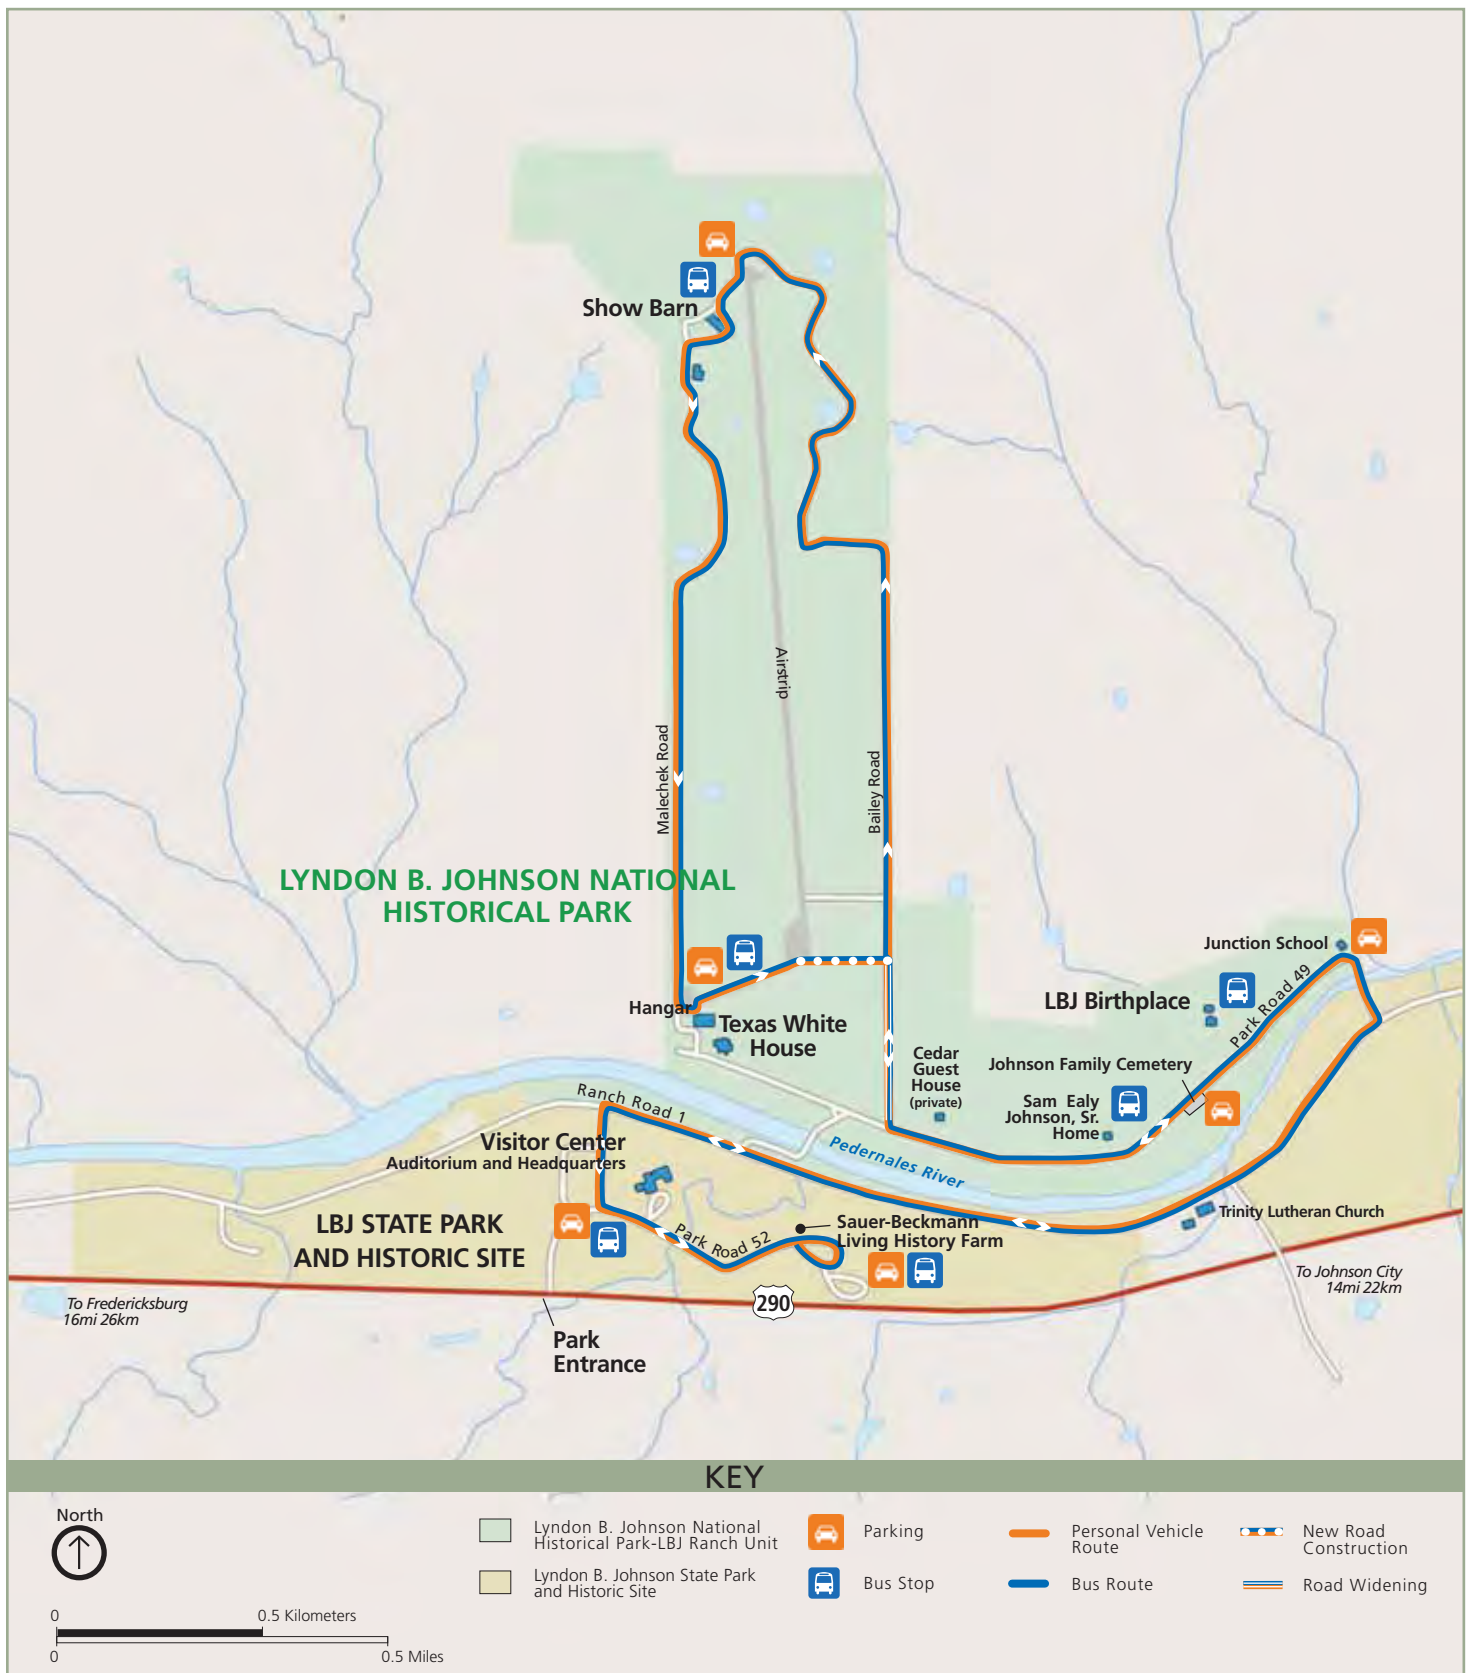 Show Barn
Airstrip
Malechek Road
Bailey Road
LYNDON B. JOHNSON NATIONAL
HISTORICAL PARK
Junction School
Park Road 49
LBJ Birthplace
Hangar
Texas White
House
Cedar
Guest
House
(private)
Johnson Family Cemetery
Sam Ealy
Johnson, Sr.
Home
Ranch Road 1
Visitor Center
Auditorium and Headquarters
Pedernales River
LBJ STATE PARK
AND HISTORIC SITE
Park Road 52
Sauer-Beckmann
Living History Farm
Trinity Lutheran Church
To Johnson City
14mi 22km
To Fredericksburg
16mi 26km
290
Park
Entrance
KEY
North
0 0.5 Kilometers
0 0.5 Miles
Lyndon B. Johnson National
Historical Park-LBJ Ranch Unit
Lyndon B. Johnson State Park
and Historic Site
Parking
Bus Stop
Personal Vehicle
Route
Bus Route
New Road
Construction
Road Widening